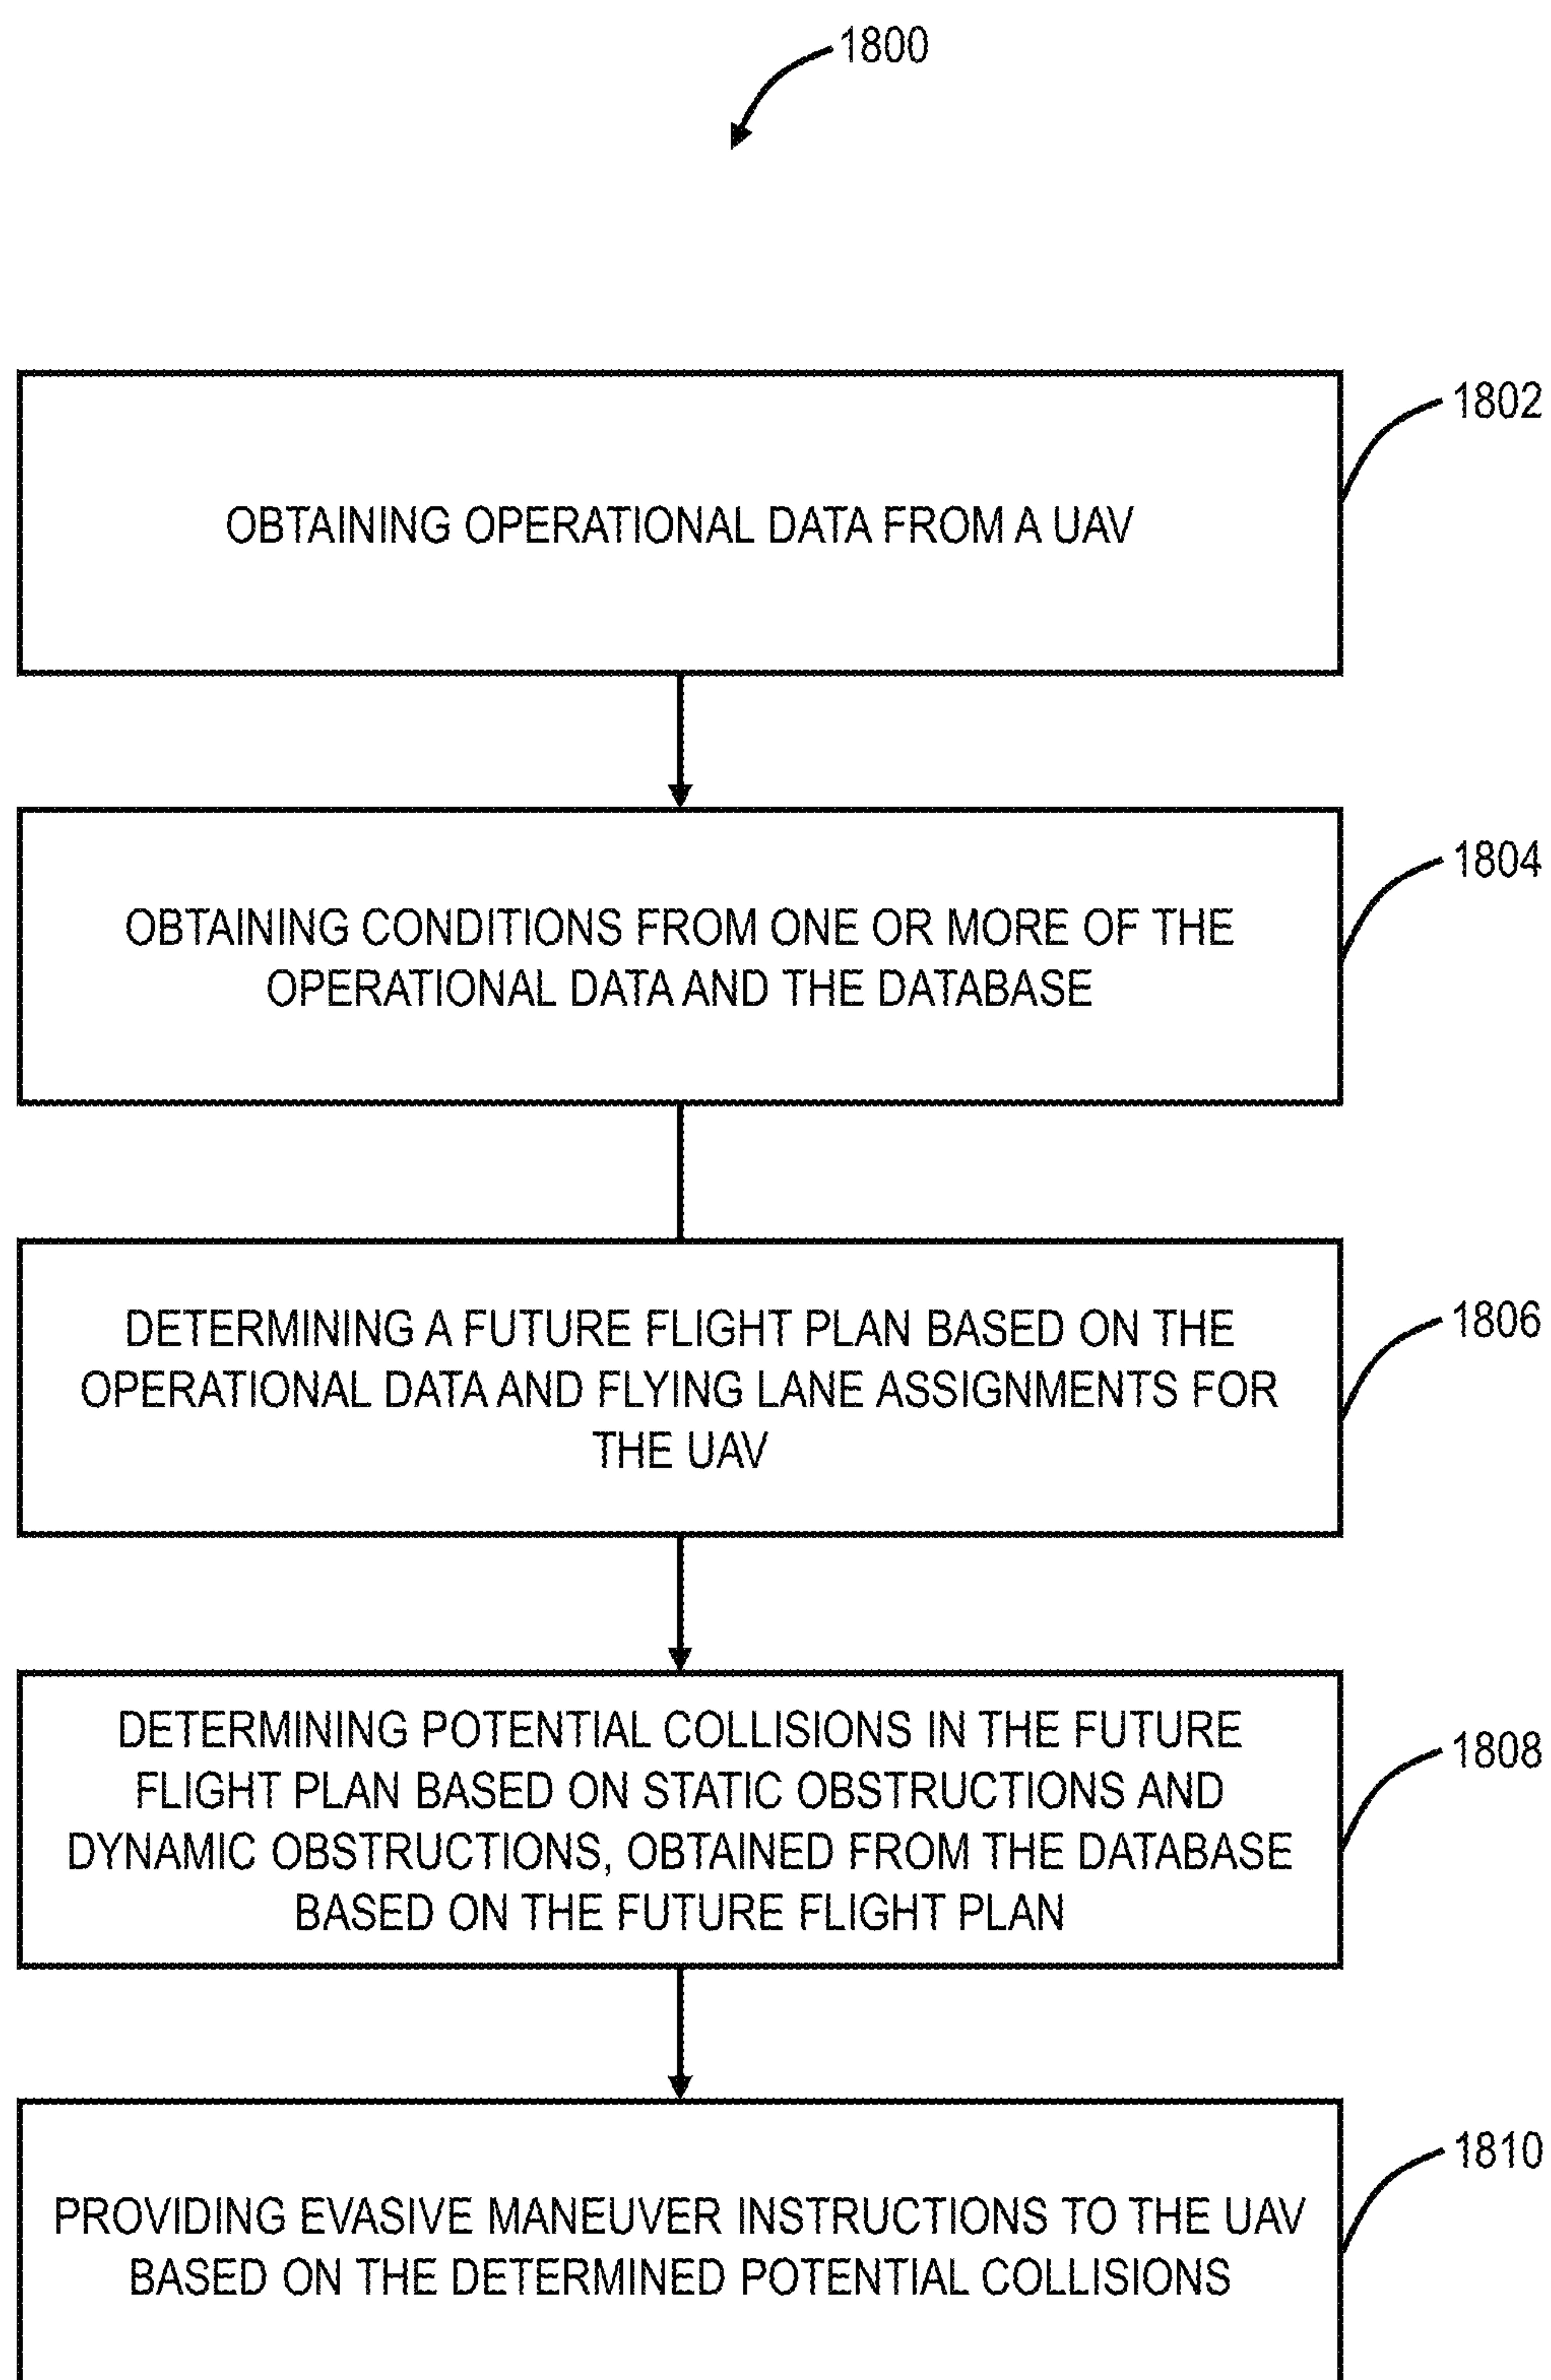 1800
1802
OBTAINING OPERATIONAL DATA FROM A UAV
1804
OBTAINING CONDITIONS FROM ONE OR MORE OF THE
OPERATIONAL DATA AND THE DATABASE
1806
DETERMINING A FUTURE FLIGHT PLAN BASED ON THE
OPERATIONAL DATA AND FLYING LANE ASSIGNMENTS FOR
THE UAV
1808
DETERMINING POTENTIAL COLLISIONS IN THE FUTURE
FLIGHT PLAN BASED ON STATIC OBSTRUCTIONS AND
DYNAMIC OBSTRUCTIONS, OBTAINED FROM THE DATABASE
BASED ON THE FUTURE FLIGHT PLAN
1810
PROVIDING EVASIVE MANEUVER INSTRUCTIONS TO THE UAV
BASED ON THE DETERMINED POTENTIAL COLLISIONS